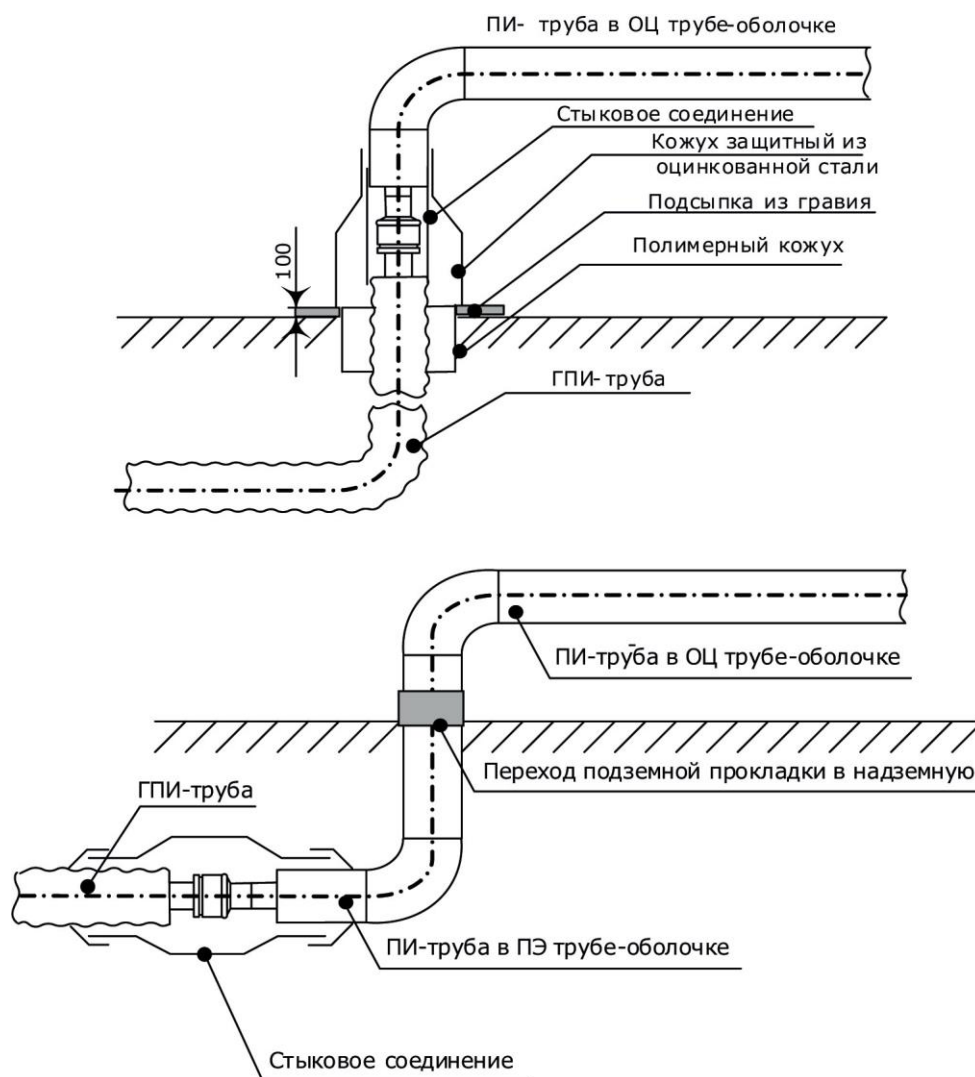 ПИ- труба в ОЦ трубе-оболочке
Стыковое соединение
Кожух защитный из
оцинкованной стали
Подсыпка из гравия
Полимерный кожух
100
ГПИ-труба
ПИ-труба в ОЦ трубе-оболочке
Переход подземной прокладки в надземную
ГПИ-труба
ПИ-труба в ПЭ трубе-оболочке
Стыковое соединение